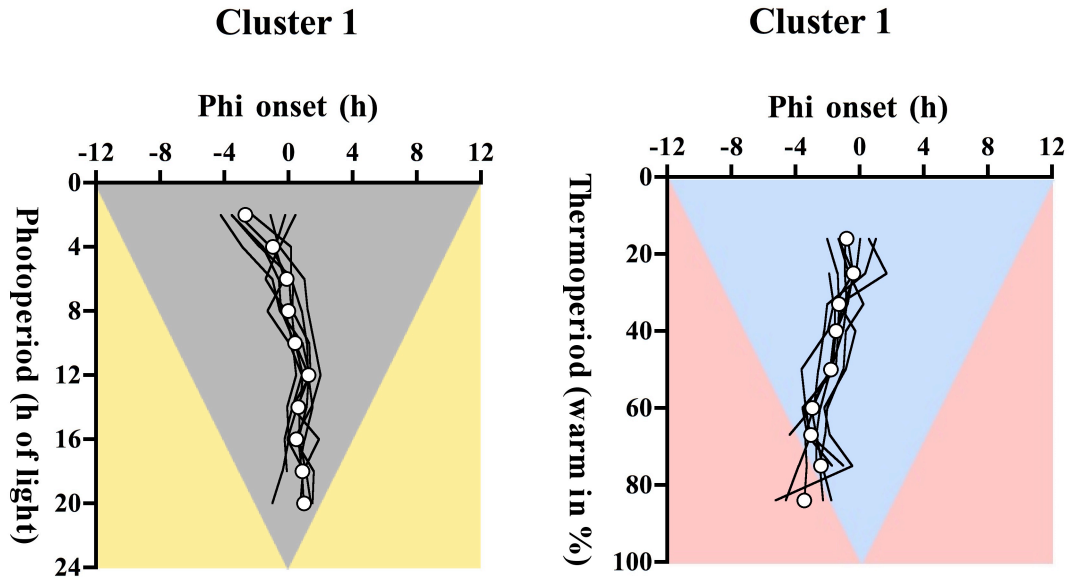 Cluster 1
Phi onset (h)
-12 -8 -4 0 4 8 12
0
4
8
12
16
20
24
Photoperiod (h of light)
Cluster 1
Phi onset (h)
-12 -8 -4 0 4 8 12
0
20
40
60
80
100
Thermoperiod (warm in %)